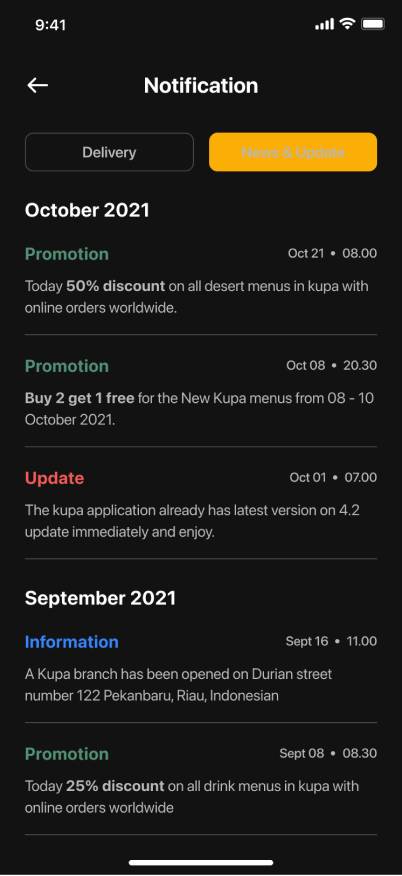 9:41
Notification
Delivery
News & Update
October 2021
Promotion
Oct 21 • 08.00
Today 50% discount on all desert menus in kupa with
online orders worldwide.
Promotion
Oct 08 • 20.30
Buy 2 get 1 free for the New Kupa menus from 08 - 10
October 2021.
Update
Oct 01 • 07.00
The kupa application already has latest version on 4.2
update immediately and enjoy.
September 2021
Information
Sept 16 • 11.00
A Kupa branch has been opened on Durian street
number 122 Pekanbaru, Riau, Indonesian
Promotion
Sept 08 • 08.30
Today 25% discount on all drink menus in kupa with
online orders worldwide